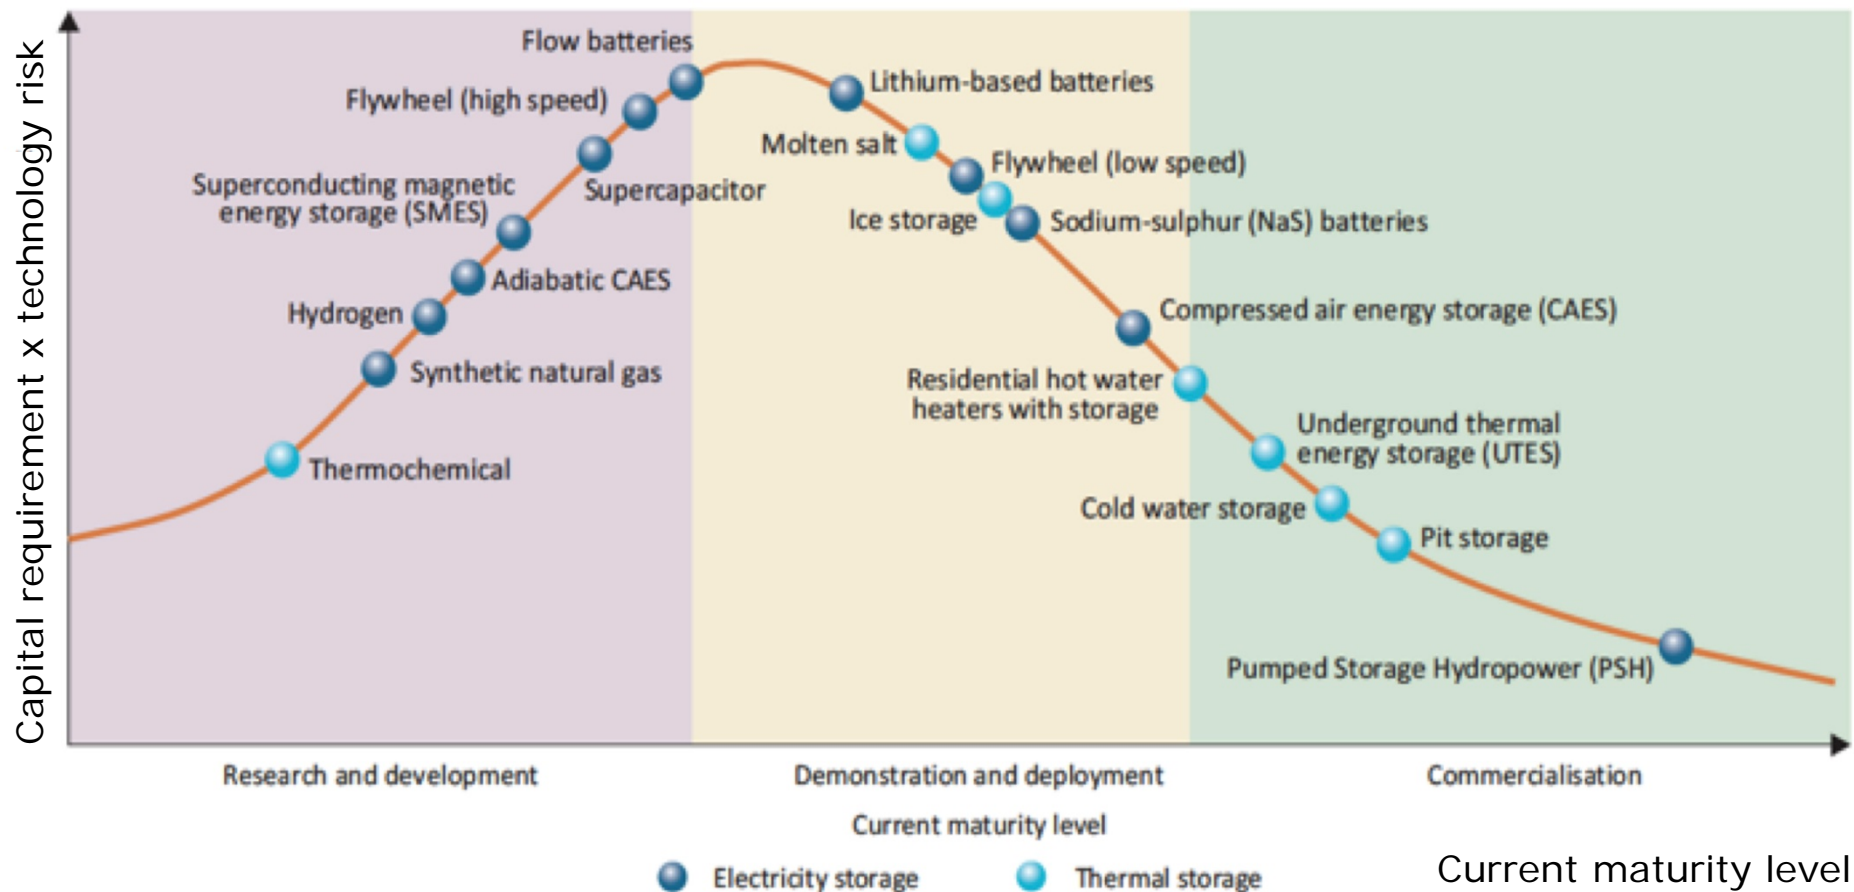 Capital requirement x technology risk
Flow batteries
Lithium-based batteries
Flywheel (high speed)
Molten salt
Flywheel (low speed)
Superconducting magnetic
energy storage (SMES)
Supercapacitor
Ice storage
Sodium-sulphur (NaS) batteries
Adiabatic CAES
Hydrogen
Compressed air energy storage (CAES)
Synthetic natural gas
Residential hot water
heaters with storage
Underground thermal
energy storage (UTES)
Thermochemical
Cold water storage
Pit storage
Pumped Storage Hydropower (PSH)
Research and development
Demonstration and deployment
Commercialisation
Current maturity level
Electricity storage
Thermal storage
Current maturity level